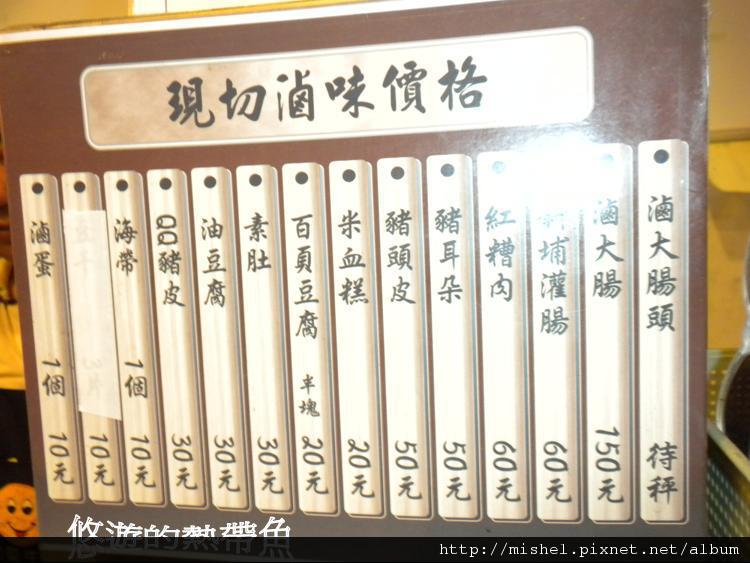 現切滷味價格
滷大腸頭 待秤
滷大腸 150元
埔灌腸 60元
紅糟肉 60元
豬耳朵 50元
豬頭皮 50元
米血糕 20元
百頁豆腐 半塊 20元
素肚 30元
油豆腐 30元
QQ豬皮 30元
海帶 1個 10元
10元
滷蛋 1個 10元
悠游的熱帶魚
http://mishel.pixnet.net/album